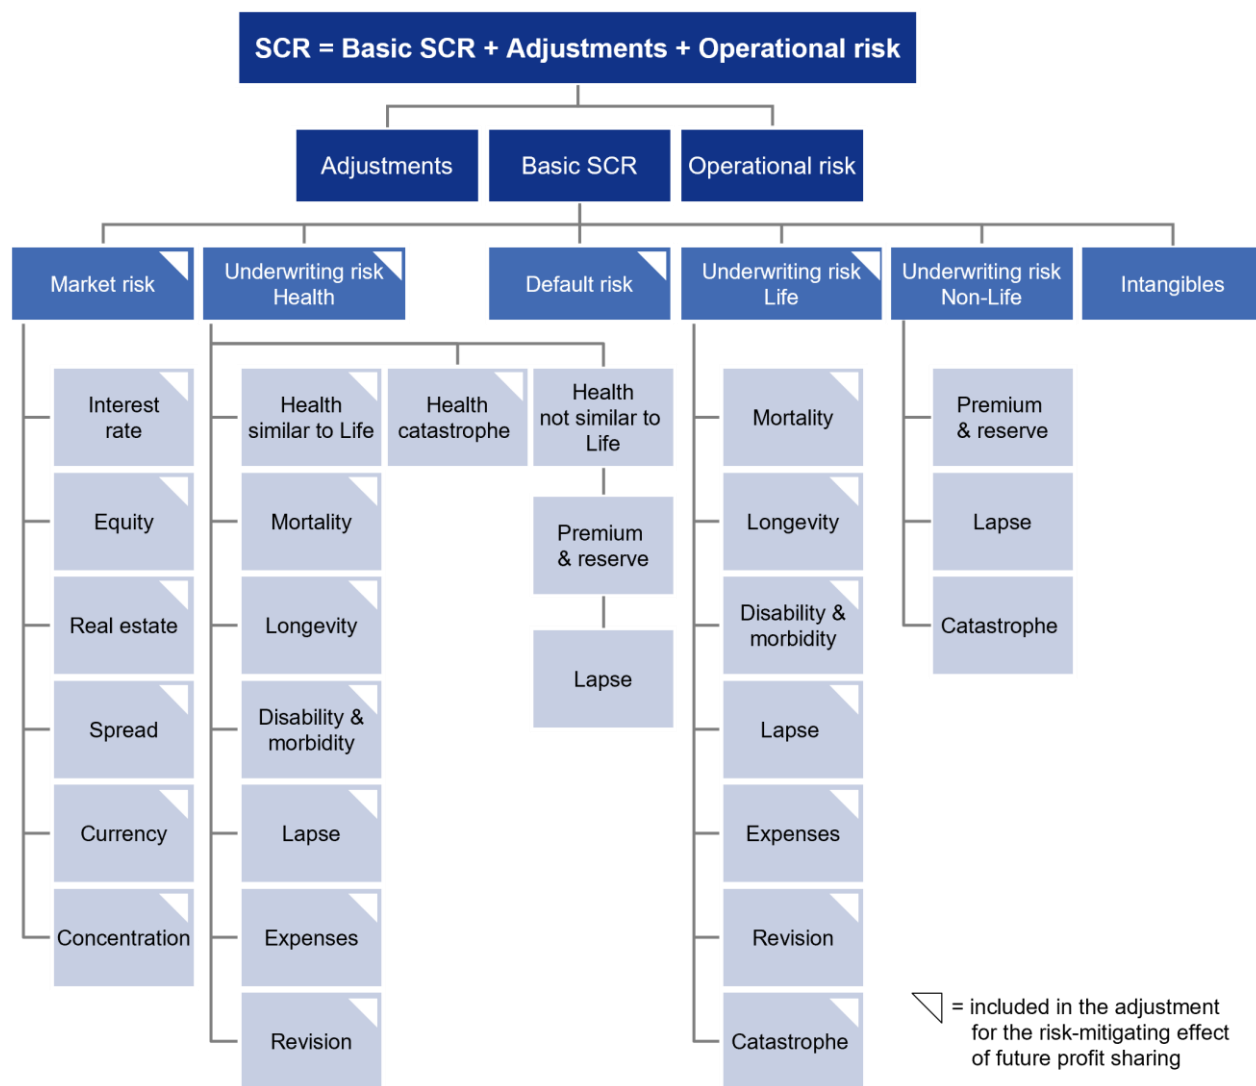 SCR = Basic SCR + Adjustments + Operational risk
Adjustments
Basic SCR
Operational risk
Market risk
Underwriting risk
Health
Default risk
Underwriting risk
Life
Underwriting risk
Non-Life
Intangibles
Interest
rate
Equity
Real estate
Spread
Currency
Concentration
Health
similar to Life
Mortality
Longevity
Disability &
morbidity
Lapse
Expenses
Revision
Health
catastrophe
Health
not similar to
Life
Premium
& reserve
Lapse
Mortality
Longevity
Disability &
morbidity
Lapse
Expenses
Revision
Catastrophe
Premium
& reserve
Lapse
Catastrophe
= included in the adjustment
for the risk-mitigating effect
of future profit sharing